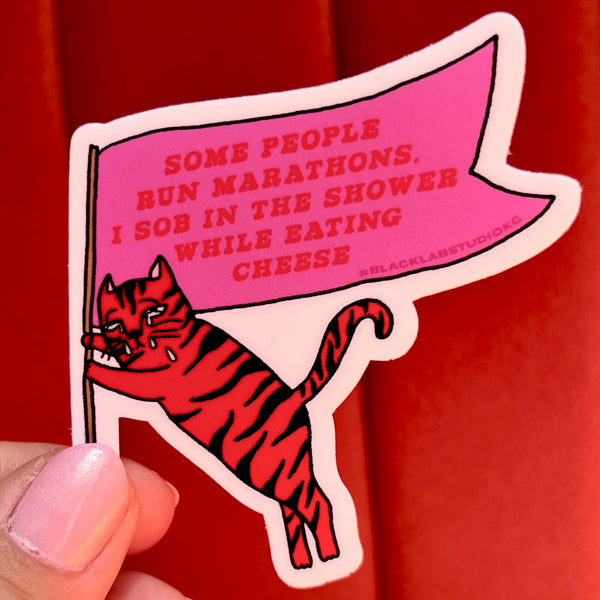 SOME PEOPLE
RUN MARATHONS.
I SOB IN THE SHOWER
WHILE EATING
CHEESE
@BLACKLABSTUDIOKC